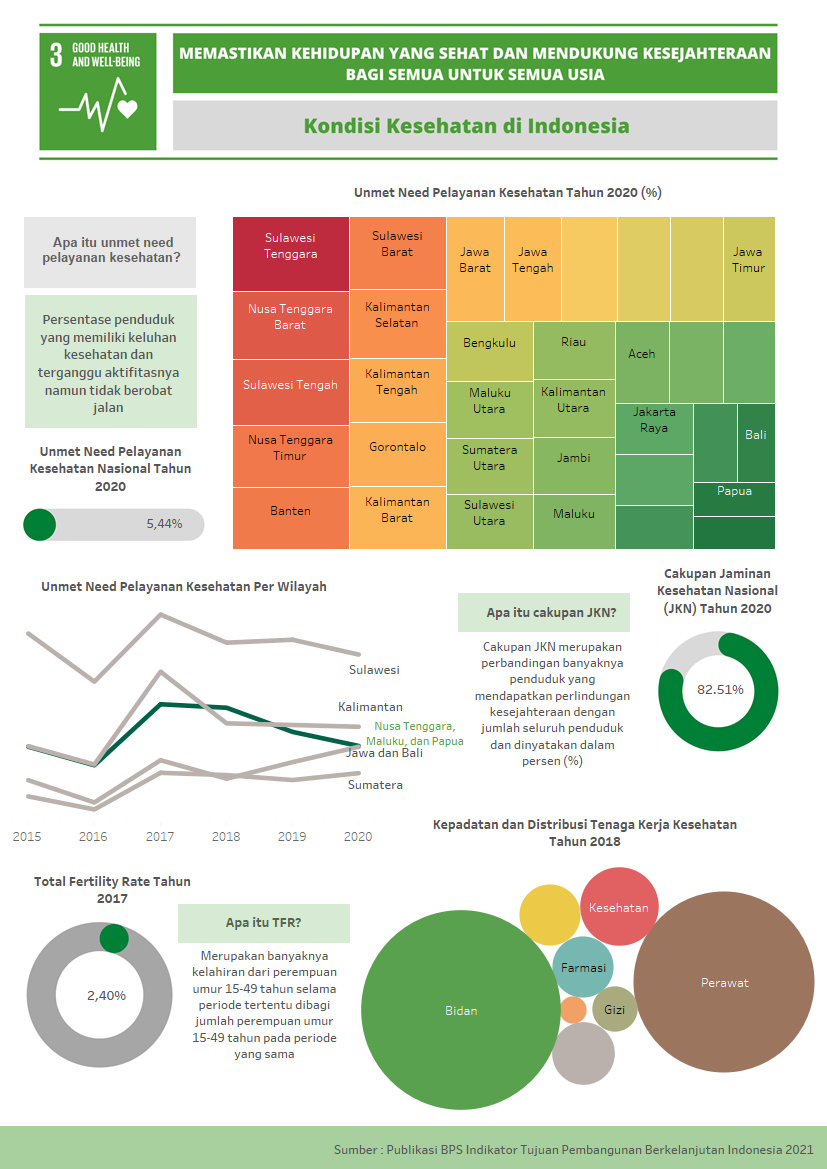 3 GOOD HEALTH
AND WELL-BEING
MEMASTIKAN KEHIDUPAN YANG SEHAT DAN MENDUKUNG KESEJAHTERAAN
BAGI SEMUA UNTUK SEMUA USIA
Kondisi Kesehatan di Indonesia
Unmet Need Pelayanan Kesehatan Tahun 2020 (%)
Apa itu unmet need
pelayanan kesehatan?
Persentase penduduk
yang memiliki keluhan
kesehatan dan
terganggu aktifitasnya
namun tidak berobat
jalan
Unmet Need Pelayanan
Kesehatan Nasional Tahun
2020
5,44%
Sulawesi
Tenggara
Nusa Tenggara
Barat
Sulawesi Tengah
Nusa Tenggara
Timur
Banten
Sulawesi
Barat
Kalimantan
Selatan
Kalimantan
Tengah
Gorontalo
Kalimantan
Barat
Jawa
Barat
Jawa
Tengah
Jawa
Timur
Bengkulu
Maluku
Utara
Sumatera
Utara
Sulawesi
Utara
Riau
Kalimantan
Utara
Jambi
Maluku
Aceh
Jakarta
Raya
Bali
Papua
Unmet Need Pelayanan Kesehatan Per Wilayah
Sulawesi
Kalimantan
Nusa Tenggara,
Maluku, dan Papua
Jawa dan Bali
Sumatera
2015 2016 2017 2018 2019 2020
Apa itu cakupan JKN?
Cakupan JKN merupakan
perbandingan banyaknya
penduduk yang
mendapatkan perlindungan
kesejahteraan dengan
jumlah seluruh penduduk
dan dinyatakan dalam
persen (%)
Cakupan Jaminan
Kesehatan Nasional
(JKN) Tahun 2020
82.51%
Total Fertility Rate Tahun
2017
2,40%
Apa itu TFR?
Merupakan banyaknya
kelahiran dari perempuan
umur 15-49 tahun selama
periode tertentu dibagi
jumlah perempuan umur
15-49 tahun pada periode
yang sama
Kepadatan dan Distribusi Tenaga Kerja Kesehatan
Tahun 2018
Kesehatan
Farmasi
Gizi
Bidan
Perawat
Sumber : Publikasi BPS Indikator Tujuan Pembangunan Berkelanjutan Indonesia 2021